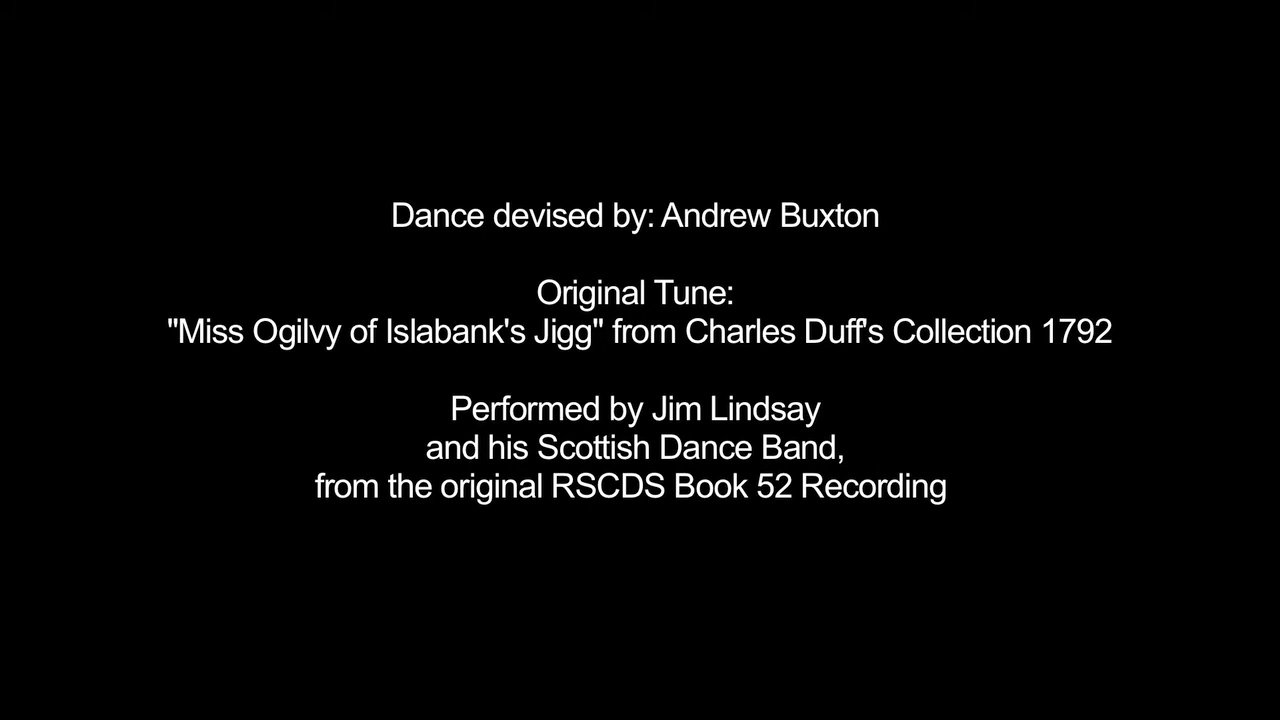 Dance devised by: Andrew Buxton
Original Tune:
"Miss Ogilvy of Islabank's Jigg" from Charles Duff's Collection 1792
Performed by Jim Lindsay
and his Scottish Dance Band,
from the original RSCDS Book 52 Recording